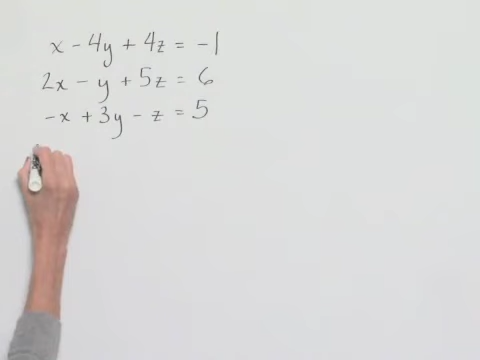 x - 4y + 4z = -1
2x - y + 5z = 6
-x + 3y - z = 5